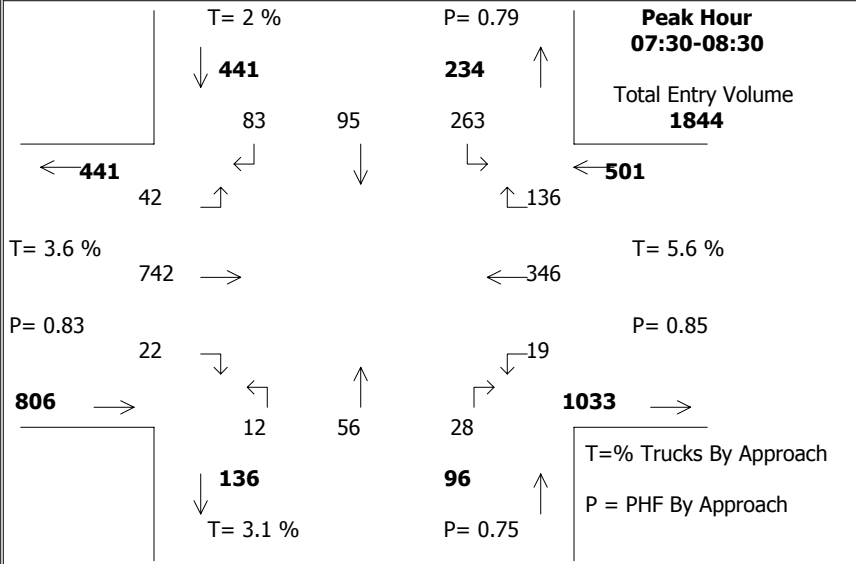 T= 2 %
P= 0.79
Peak Hour
07:30-08:30
441
234
Total Entry Volume
1844
83
95
263
441
501
42
136
T= 3.6 %
T= 5.6 %
742
346
P= 0.83
P= 0.85
22
19
806
1033
12
56
28
T=% Trucks By Approach
136
96
P = PHF By Approach
T= 3.1 %
P= 0.75